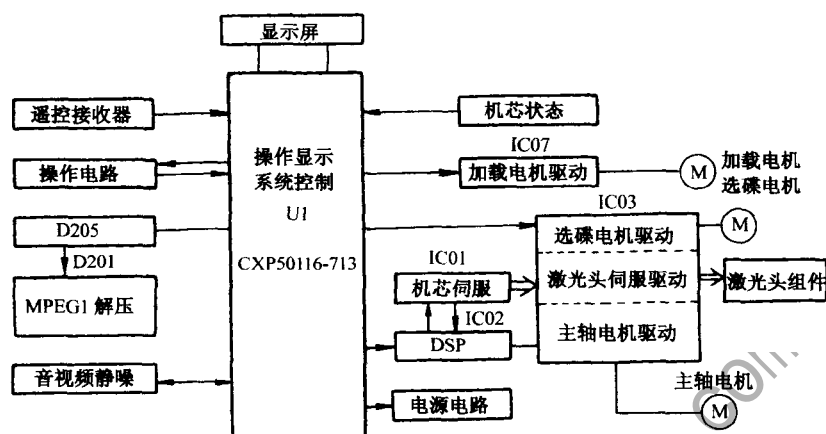 显示屏
遥控接收器
操作电路
D205
D201
MPEG1 解压
音视频静噪
操作显示
系统控制
U1
CXP50116-713
机芯状态
IC07
加载电机驱动
M
加载电机
选碟电机
IC03
选碟电机驱动
M
激光头伺服驱动
主轴电机驱动
IC01
机芯伺服
IC02
DSP
激光头组件
电源电路
主轴电机
M
com